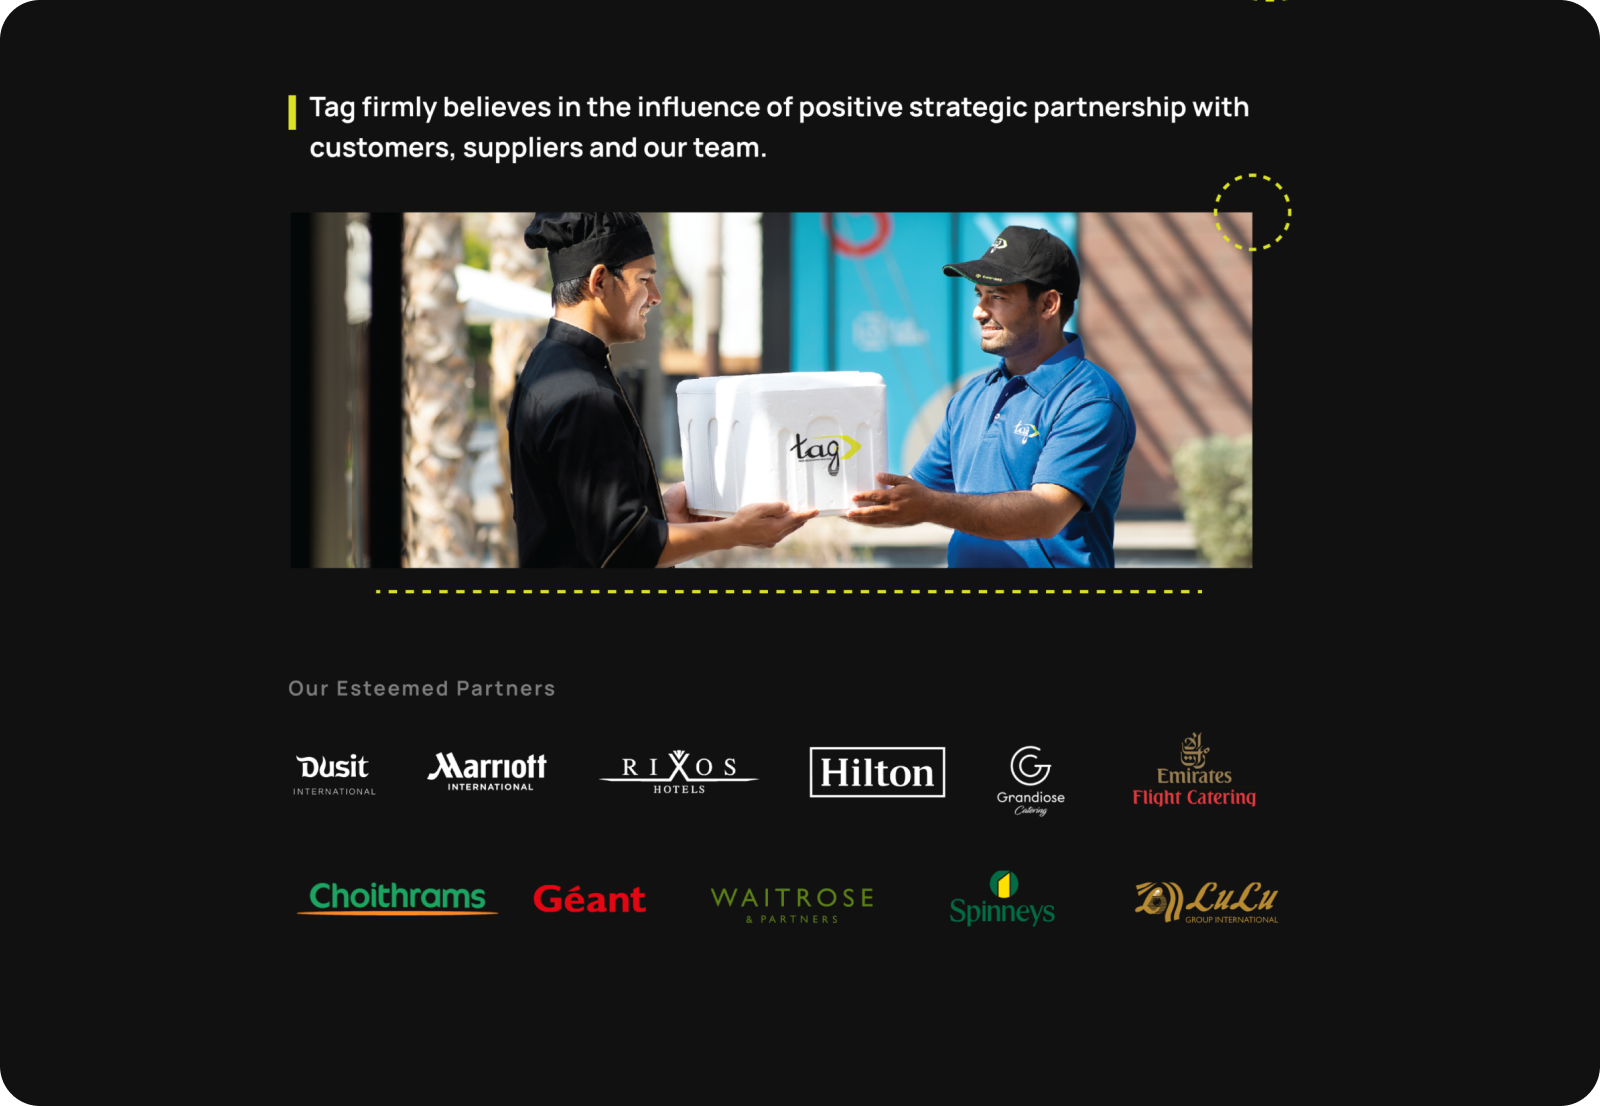 Tag firmly believes in the influence of positive strategic partnership with
customers, suppliers and our team.
tag
tag
Our Esteemed Partners
Dusit
INTERNATIONAL
Marriott
INTERNATIONAL
RIXOS
HOTELS
Hilton
Grandiose
Catering
Emirates
Flight Catering
Choithrams
Géant
WAITROSE
& PARTNERS
Spinneys
LuLu
GROUP INTERNATIONAL